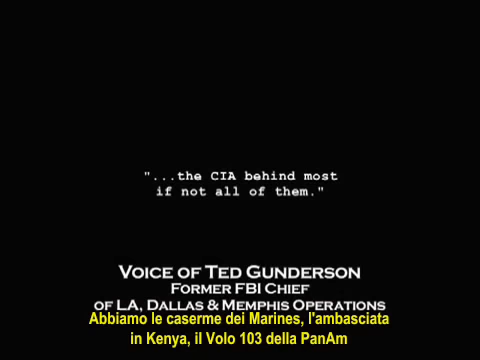 "...the CIA behind most
if not all of them."
VOICE OF TED GUNDERSON
FORMER FBI CHIEF
OF LA, DALLAS & MEMPHIS OPERATIONS
Abbiamo le caserme dei Marines, l'ambasciata
in Kenya, il Volo 103 della PanAm